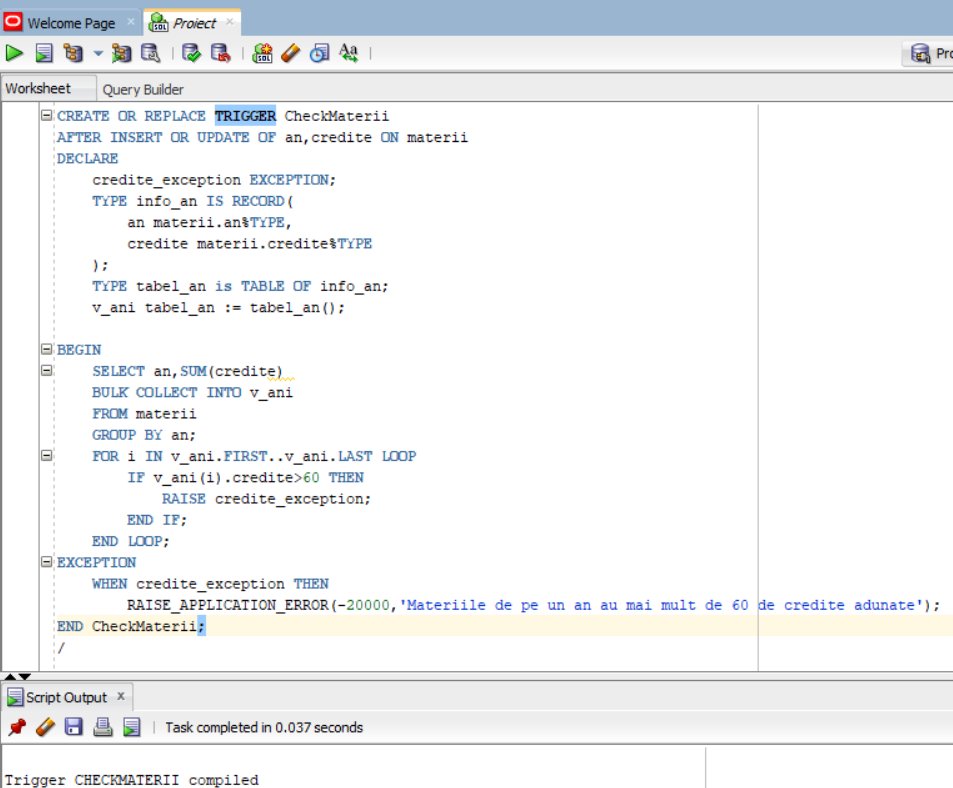 Welcome Page
Proiect
Pro
Worksheet
Query Builder
CREATE OR REPLACE TRIGGER CheckMaterii
AFTER INSERT OR UPDATE OF an,credite ON materii
DECLARE
    credite_exception EXCEPTION;
    TYPE info_an IS RECORD(
        an materii.an%TYPE,
        credite materii.credite%TYPE
    );
    TYPE tabel_an is TABLE OF info_an;
    v_ani tabel_an := tabel_an();
BEGIN
    SELECT an,SUM(credite)
    BULK COLLECT INTO v_ani
    FROM materii
    GROUP BY an;
    FOR i IN v_ani.FIRST..v_ani.LAST LOOP
        IF v_ani(i).credite>60 THEN
            RAISE credite_exception;
        END IF;
    END LOOP;
EXCEPTION
    WHEN credite_exception THEN
        RAISE_APPLICATION_ERROR(-20000,'Materiile de pe un an au mai mult de 60 de credite adunate');
END CheckMaterii;
/
Script Output
Task completed in 0.037 seconds
Trigger CHECKMATERII compiled